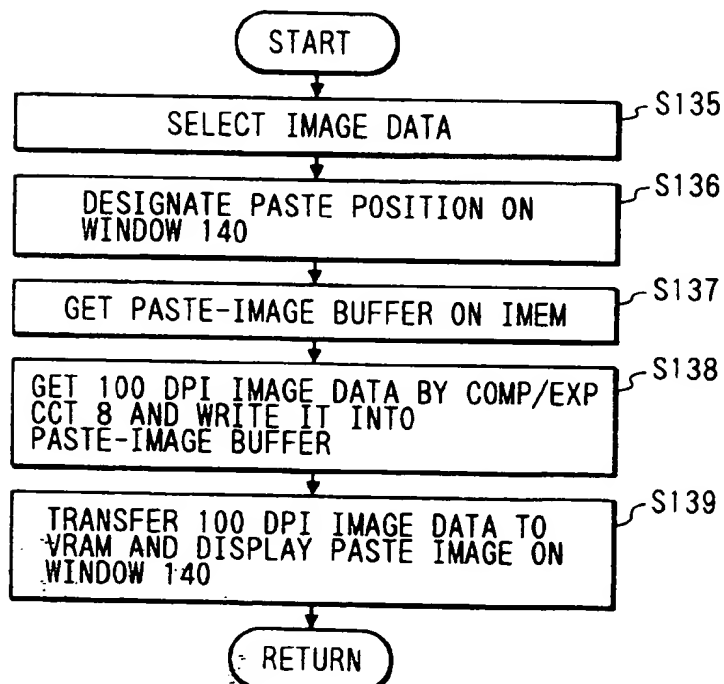 START
SELECT IMAGE DATA
S135
DESIGNATE PASTE POSITION ON
WINDOW 140
S136
GET PASTE-IMAGE BUFFER ON IMEM
S137
GET 100 DPI IMAGE DATA BY COMP/EXP
CCT 8 AND WRITE IT INTO
PASTE-IMAGE BUFFER
S138
TRANSFER 100 DPI IMAGE DATA TO
VRAM AND DISPLAY PASTE IMAGE ON
WINDOW 140
S139
RETURN